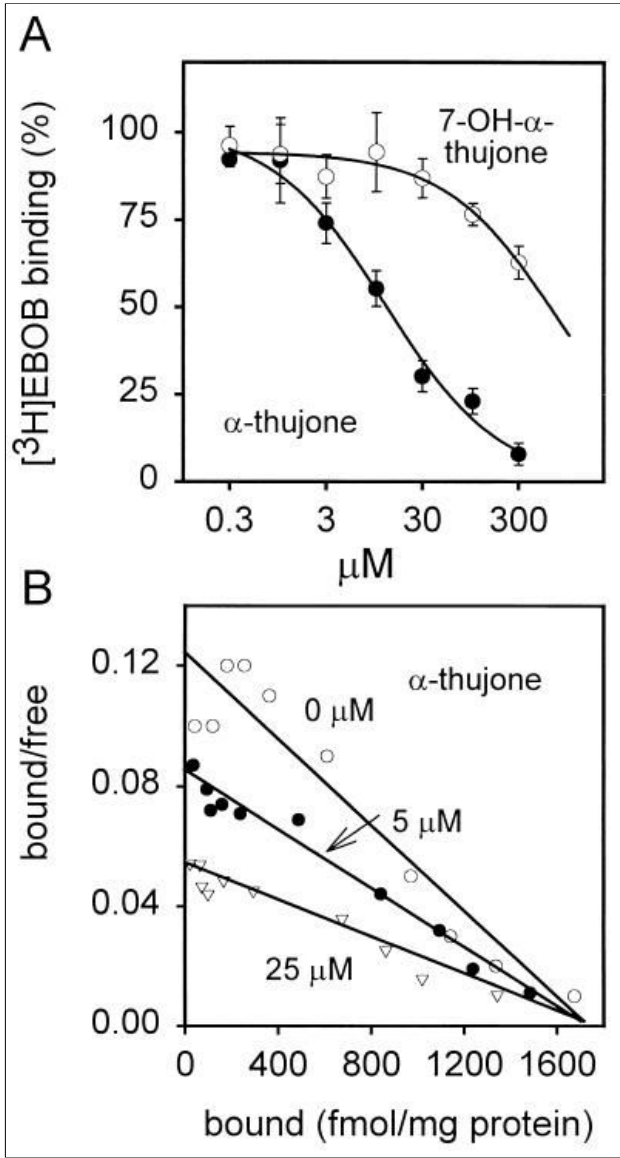 A
[³H]EBOB binding (%)
100
75
50
25
0
7-OH-α-
thujone
α-thujone
0.3 3 30 300
μM
B
bound/free
0.12
0.08
0.04
0.00
α-thujone
0 μM
5 μM
25 μM
0 400 800 1200 1600
bound (fmol/mg protein)